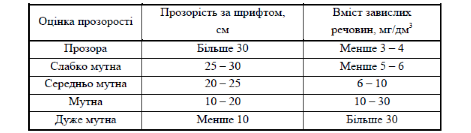 Оцінка прозорості Прозорість за шрифтом, см Вміст завислих речовин, мг/дм³
Прозора Більше 30 Менше 3 – 4
Слабко мутна 25 – 30 Менше 5 – 6
Середньо мутна 20 – 25 6 – 10
Мутна 10 – 20 10 – 30
Дуже мутна Менше 10 Більше 30